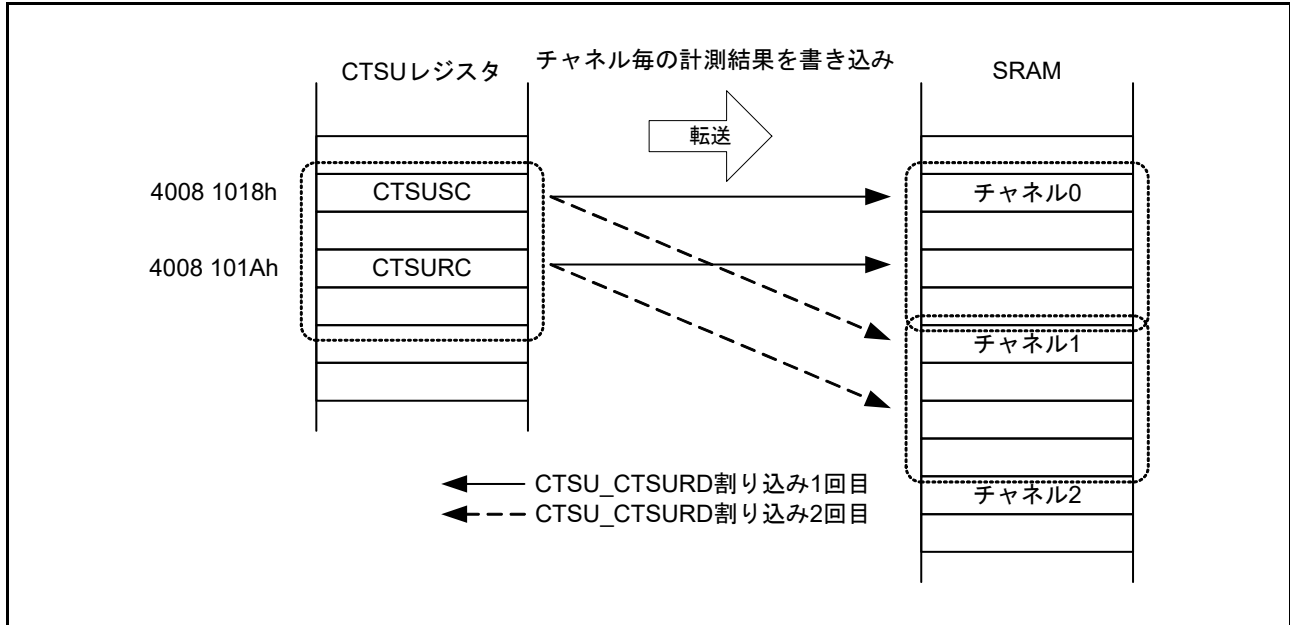 CTSUレジスタ
チャネル毎の計測結果を書き込み
SRAM
転送
4008 1018h
CTSUSC
チャネル0
4008 101Ah
CTSURC
チャネル1
CTSU_CTSURD割り込み1回目
チャネル2
CTSU_CTSURD割り込み2回目